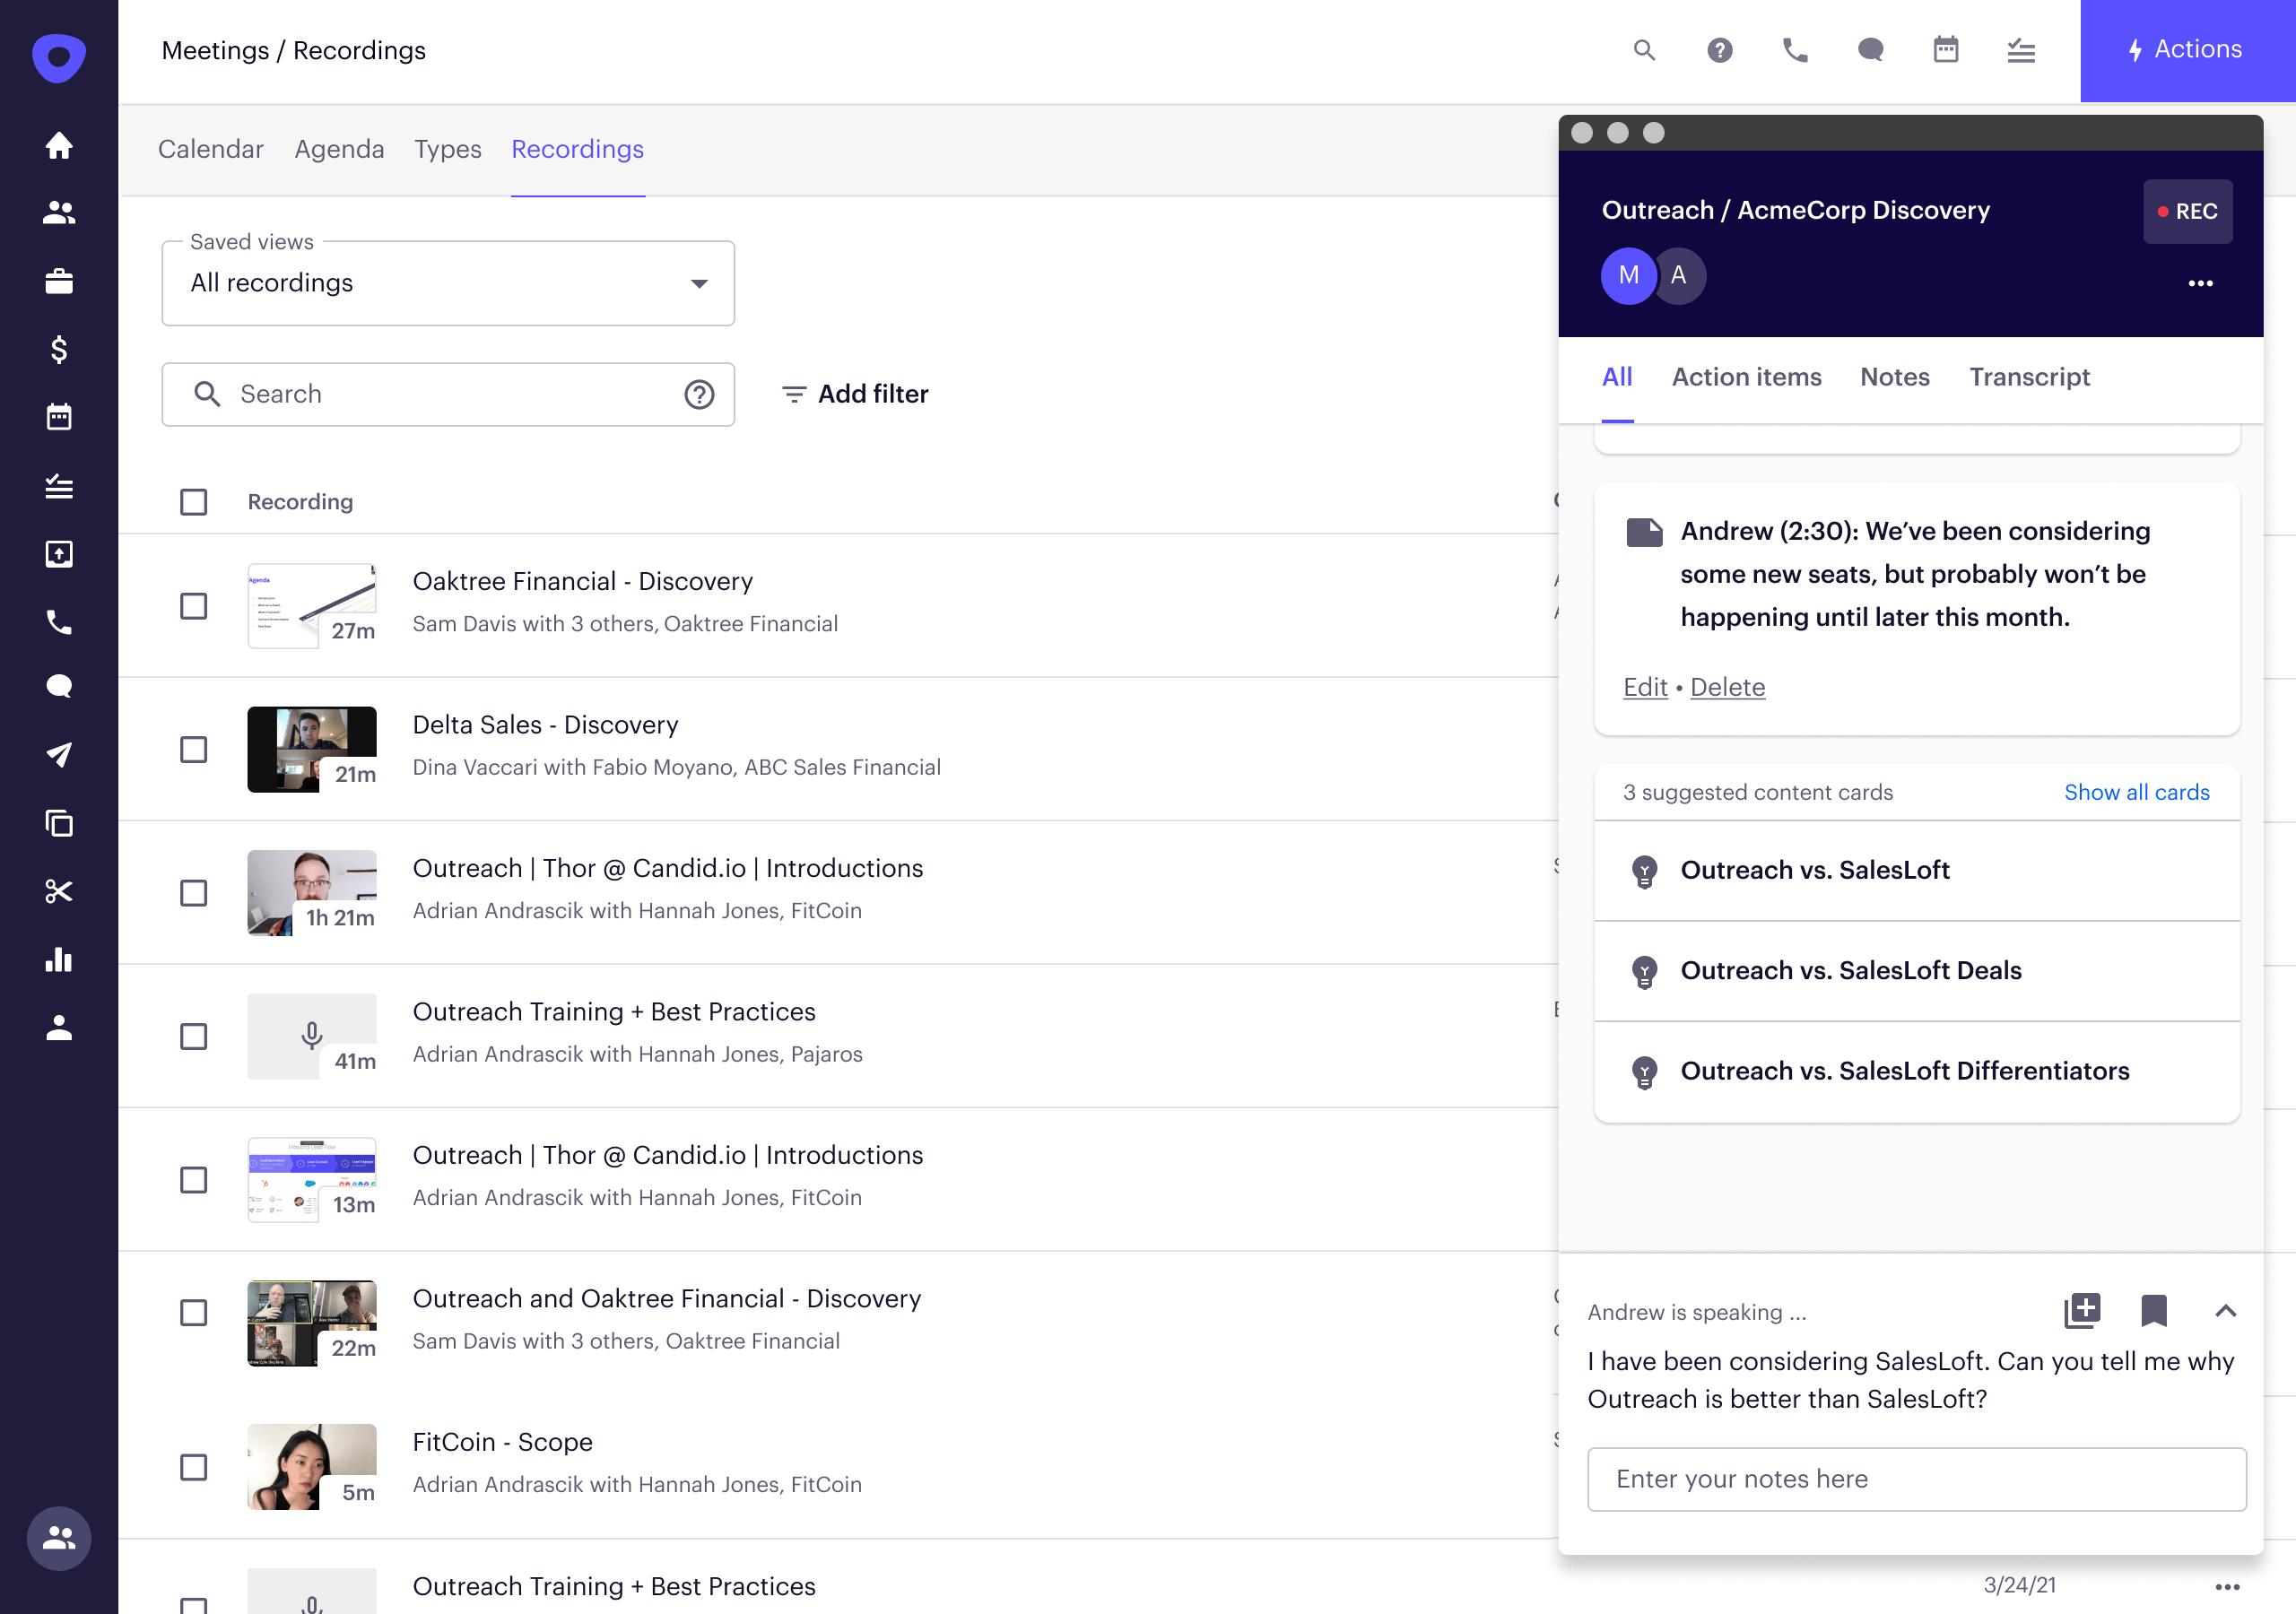 Meetings / Recordings
Actions
Calendar
Agenda
Types
Recordings
Saved views
All recordings
Search
Add filter
Recording
Agenda
27m
Oaktree Financial - Discovery
Sam Davis with 3 others, Oaktree Financial
21m
Delta Sales - Discovery
Dina Vaccari with Fabio Moyano, ABC Sales Financial
1h 21m
Outreach | Thor @ Candid.io | Introductions
Adrian Andrascik with Hannah Jones, FitCoin
41m
Outreach Training + Best Practices
Adrian Andrascik with Hannah Jones, Pajaros
13m
Outreach | Thor @ Candid.io | Introductions
Adrian Andrascik with Hannah Jones, FitCoin
22m
Outreach and Oaktree Financial - Discovery
Sam Davis with 3 others, Oaktree Financial
5m
FitCoin - Scope
Adrian Andrascik with Hannah Jones, FitCoin
Outreach Training + Best Practices
3/24/21
Outreach / AcmeCorp Discovery
REC
M
A
All
Action items
Notes
Transcript
Andrew (2:30): We’ve been considering
some new seats, but probably won’t be
happening until later this month.
Edit • Delete
3 suggested content cards
Show all cards
Outreach vs. SalesLoft
Outreach vs. SalesLoft Deals
Outreach vs. SalesLoft Differentiators
Andrew is speaking ...
I have been considering SalesLoft. Can you tell me why
Outreach is better than SalesLoft?
Enter your notes here